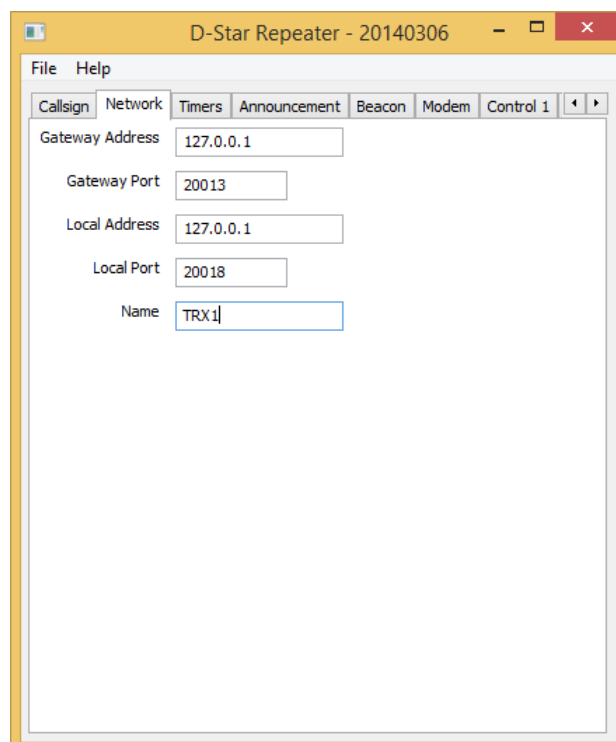 D-Star Repeater - 20140306
File Help
Callsign Network Timers Announcement Beacon Modem Control 1
Gateway Address 127.0.0.1
Gateway Port 20013
Local Address 127.0.0.1
Local Port 20018
Name TRX1